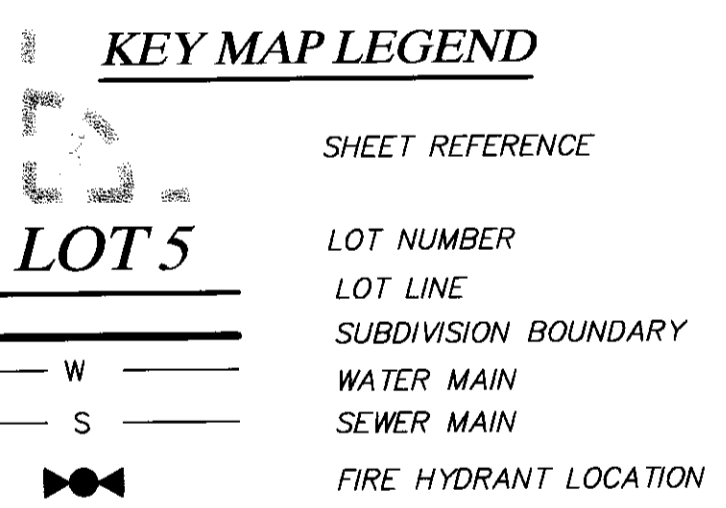 KEY MAP LEGEND
SHEET REFERENCE
LOT 5 LOT NUMBER
LOT LINE
SUBDIVISION BOUNDARY
W WATER MAIN
S SEWER MAIN
FIRE HYDRANT LOCATION